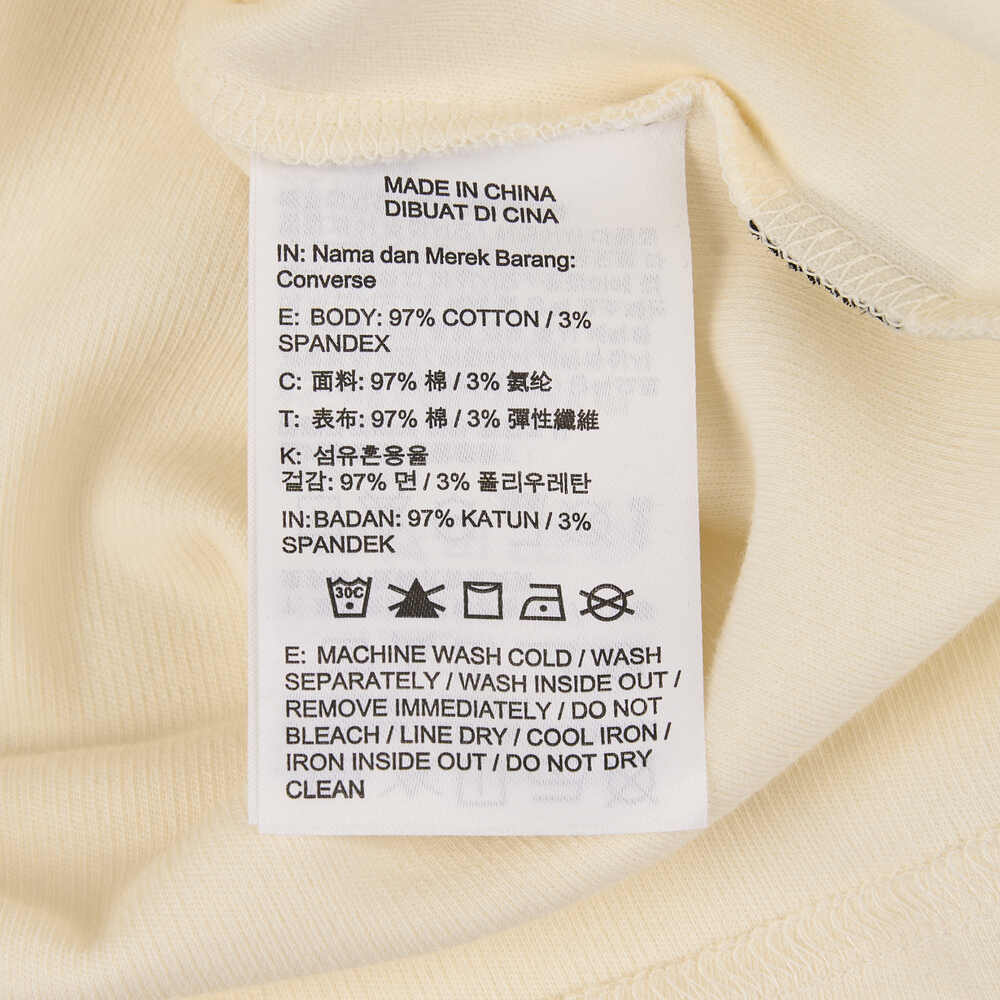 MADE IN CHINA
DIBUAT DI CINA
IN: Nama dan Merek Barang:
Converse
E: BODY: 97% COTTON / 3%
SPANDEX
C: 面料: 97% 棉 / 3% 氨纶
T: 表布: 97% 棉 / 3% 彈性纖維
K: 섬유혼용율
겉감: 97% 면 / 3% 폴리우레탄
IN: BADAN: 97% KATUN / 3%
SPANDEK
30C
E: MACHINE WASH COLD / WASH
SEPARATELY / WASH INSIDE OUT /
REMOVE IMMEDIATELY / DO NOT
BLEACH / LINE DRY / COOL IRON /
IRON INSIDE OUT / DO NOT DRY
CLEAN